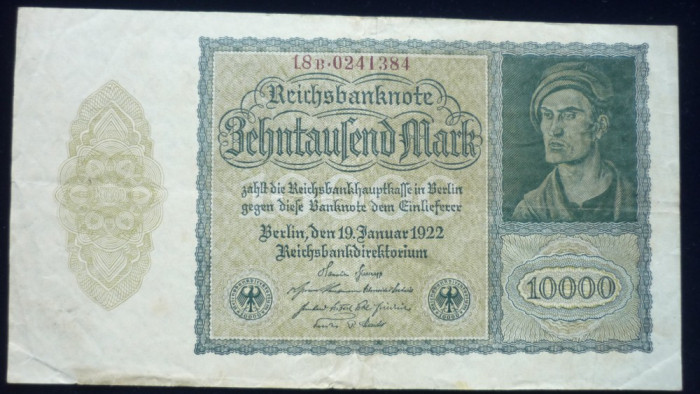 18B·0241384
Reichsbanknote
Zehntausend Mark
10000
zahlt die Reichsbankhauptkasse in Berlin
gegen diese Banknote dem Einlieferer
Berlin, den 19. Januar 1922
Reichsbankdirektorium
10000